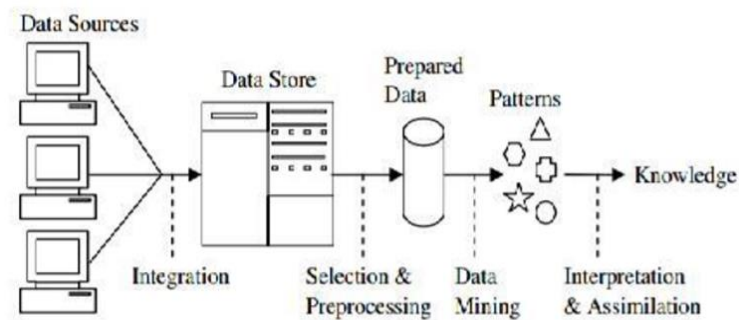 Data Sources
Data Store
Prepared
Data
Patterns
Knowledge
Integration
Selection &
Preprocessing
Data
Mining
Interpretation
& Assimilation